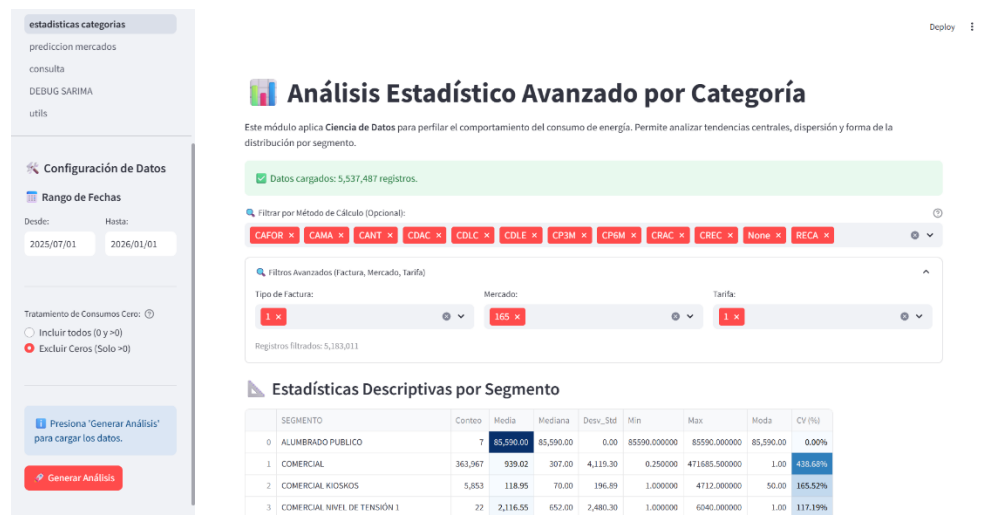 estadisticas categorias
prediccion mercados
consulta
DEBUG SARIMA
utils
🛠️ Configuración de Datos
📅 Rango de Fechas
Desde: Hasta:
2025/07/01 2026/01/01
Tratamiento de Consumos Cero:
Incluir todos (0 y >0)
Excluir Ceros (Solo >0)
ℹ️ Presiona 'Generar Análisis'
para cargar los datos.
🚀 Generar Análisis
Deploy
📊 Análisis Estadístico Avanzado por Categoría
Este módulo aplica Ciencia de Datos para perfilar el comportamiento del consumo de energía. Permite analizar tendencias centrales, dispersión y forma de la
distribución por segmento.
✅ Datos cargados: 5,537,487 registros.
🔍 Filtrar por Método de Cálculo (Opcional):
CAFOR × CAMA × CANT × CDAC × CDLC × CDLE × CP3M × CP6M × CRAC × CREC × None × RECA ×
🔍 Filtros Avanzados (Factura, Mercado, Tarifa)
Tipo de Factura: Mercado: Tarifa:
1 × 165 × 1 ×
Registros filtrados: 5,183,011
📐 Estadísticas Descriptivas por Segmento
SEGMENTO Conteo Media Mediana Desv_Std Min Max Moda CV (%)
0 ALUMBRADO PUBLICO 7 85,590.00 85,590.00 0.00 85590.000000 85590.000000 85,590.00 0.00%
1 COMERCIAL 363,967 939.02 307.00 4,119.30 0.250000 471685.500000 1.00 438.68%
2 COMERCIAL KIOSKOS 5,853 118.95 70.00 196.89 1.000000 4712.000000 50.00 165.52%
3 COMERCIAL NIVEL DE TENSIÓN 1 22 2,116.55 652.00 2,480.30 1.000000 6040.000000 1.00 117.19%